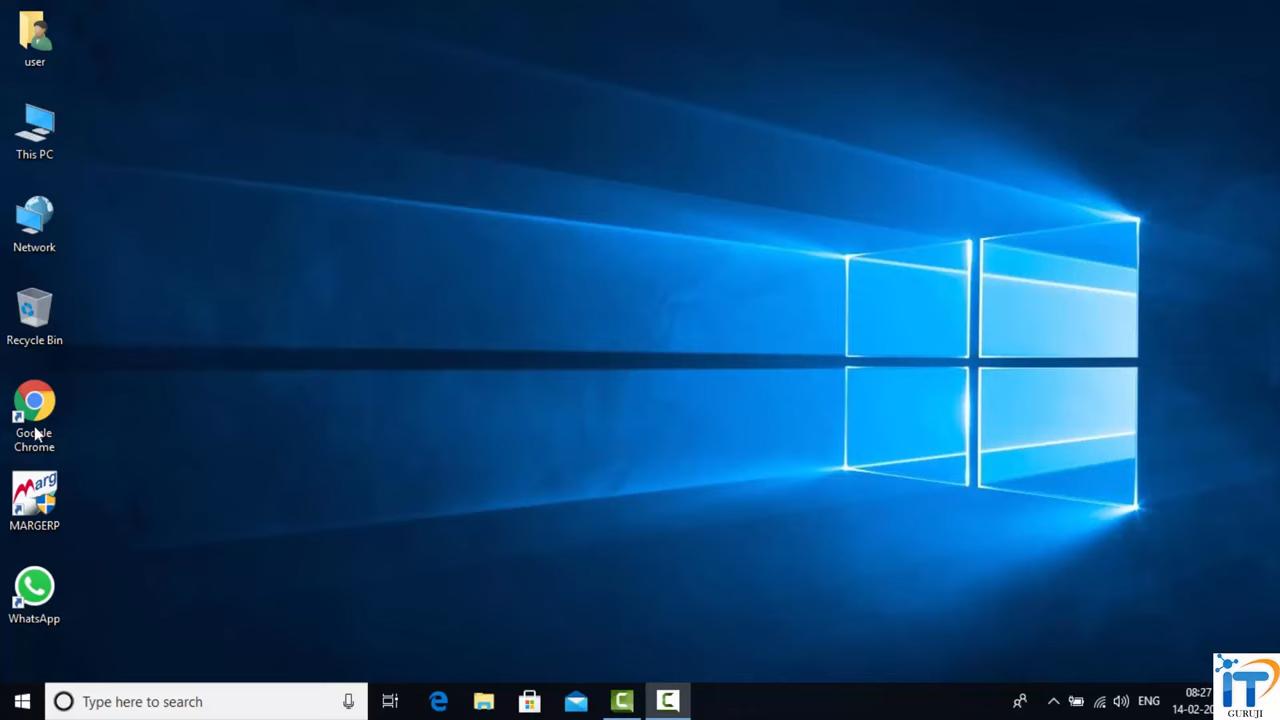 user
This PC
Network
Recycle Bin
Google
Chrome
Marg
MARGERP
WhatsApp
Type here to search
ENG
08:27
14-02-
iT
GURUJI